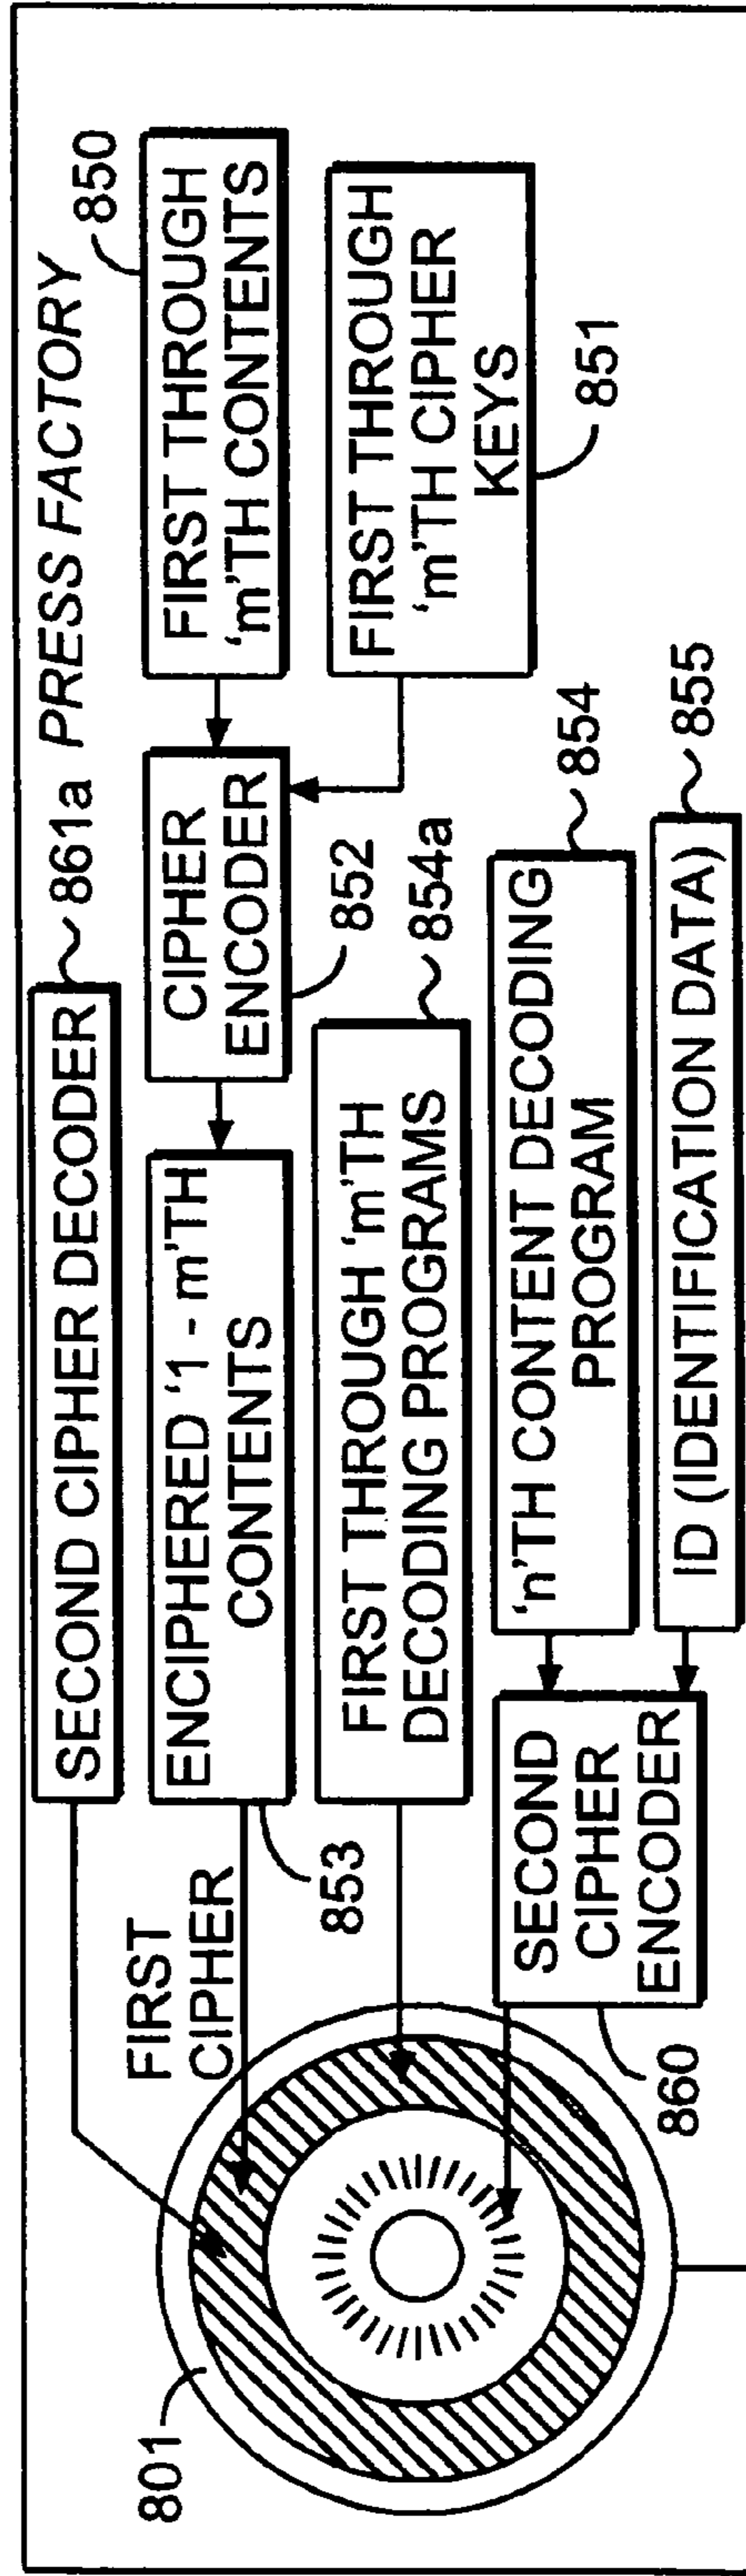 PRESS FACTORY
SECOND CIPHER DECODER
861a
FIRST
CIPHER
ENCIPHERED '1 - m'TH
CONTENTS
853
CIPHER
ENCODER
852
FIRST THROUGH
'm'TH CONTENTS
850
FIRST THROUGH
'm'TH CIPHER
KEYS
851
FIRST THROUGH 'm'TH
DECODING PROGRAMS
854a
801
SECOND
CIPHER
ENCODER
860
'n'TH CONTENT DECODING
PROGRAM
854
ID (IDENTIFICATION DATA)
855